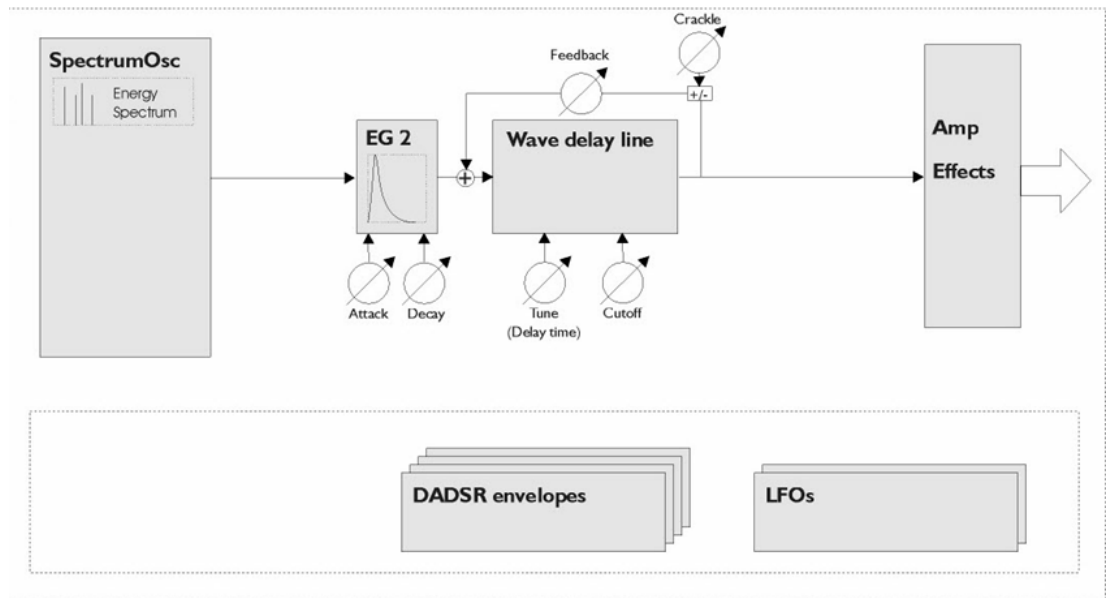 SpectrumOsc
Energy
Spectrum
Crackle
Feedback
+/-
EG 2
+
Wave delay line
Amp
Effects
Attack
Decay
Tune
(Delay time)
Cutoff
DADSR envelopes
LFOs